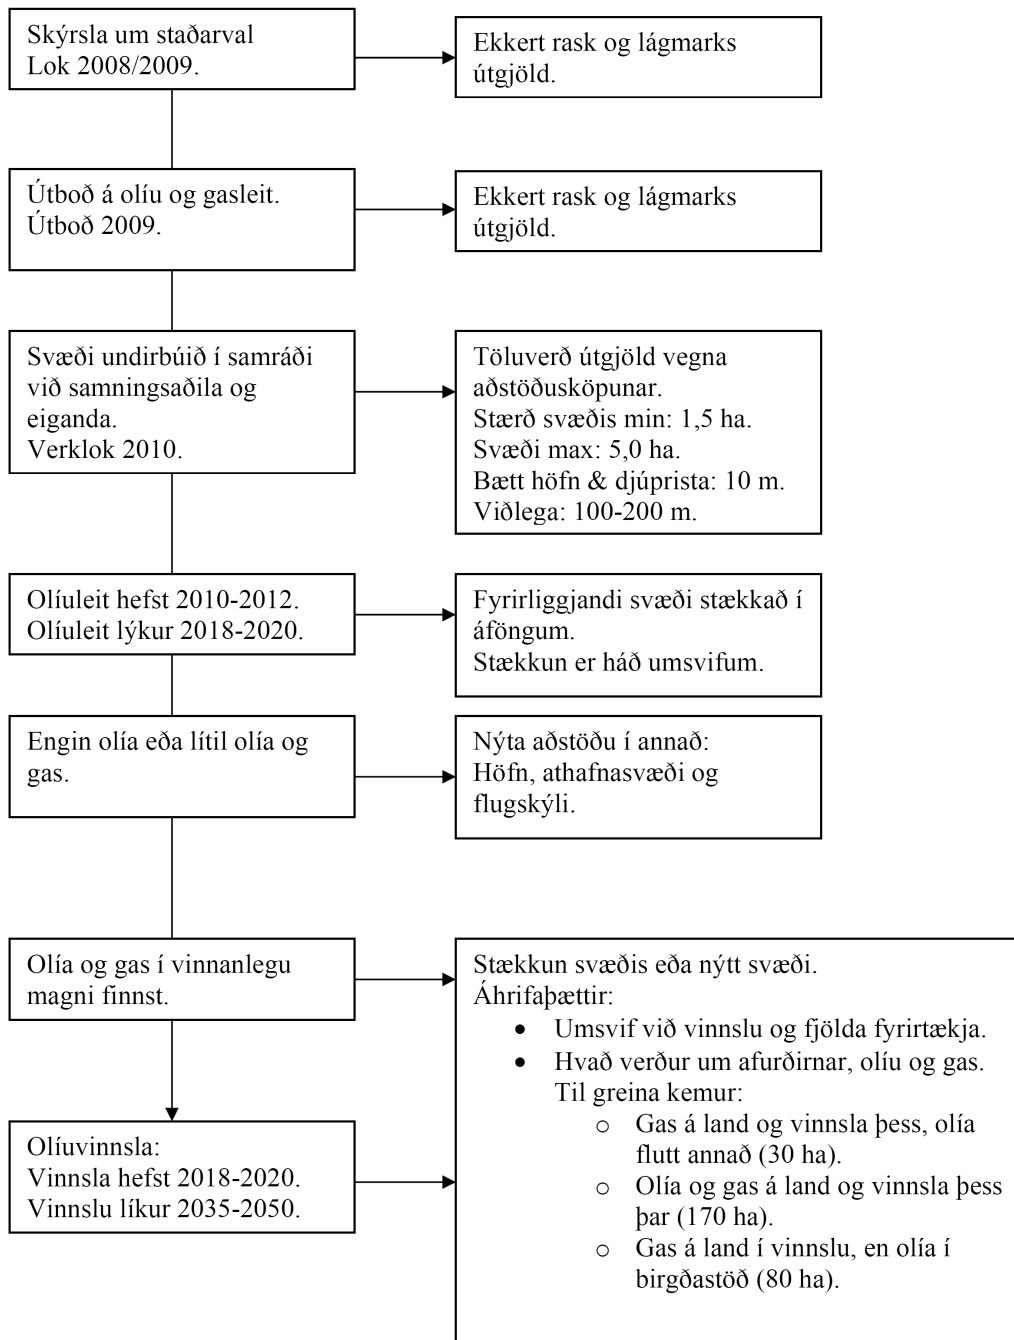 Skýrsla um staðarval
Lok 2008/2009.
Ekkert rask og lágmarks
útgjöld.
Útboð á olíu og gasleit.
Útboð 2009.
Ekkert rask og lágmarks
útgjöld.
Svæði undirbúið í samráði
við samningsaðila og
eiganda.
Verklok 2010.
Töluverð útgjöld vegna
aðstöðusköpunar.
Stærð svæðis min: 1,5 ha.
Svæði max: 5,0 ha.
Bætt höfn & djúprista: 10 m.
Viðlega: 100-200 m.
Olíuleit hefst 2010-2012.
Olíuleit lýkur 2018-2020.
Fyrirliggjandi svæði stækkað í
áföngum.
Stækkun er háð umsvifum.
Engin olía eða lítil olía og
gas.
Nýta aðstöðu í annað:
Höfn, athafnasvæði og
flugskýli.
Olía og gas í vinnanlegu
magni finnst.
Olíuvinnsla:
Vinnsla hefst 2018-2020.
Vinnslu líkur 2035-2050.
Stækkun svæðis eða nýtt svæði.
Áhrifaþættir:
• Umsvif við vinnslu og fjölda fyrirtækja.
• Hvað verður um afurðirnar, olíu og gas.
Til greina kemur:
o Gas á land og vinnsla þess, olía
flutt annað (30 ha).
o Olía og gas á land og vinnsla þess
þar (170 ha).
o Gas á land í vinnslu, en olía í
birgðastöð (80 ha).